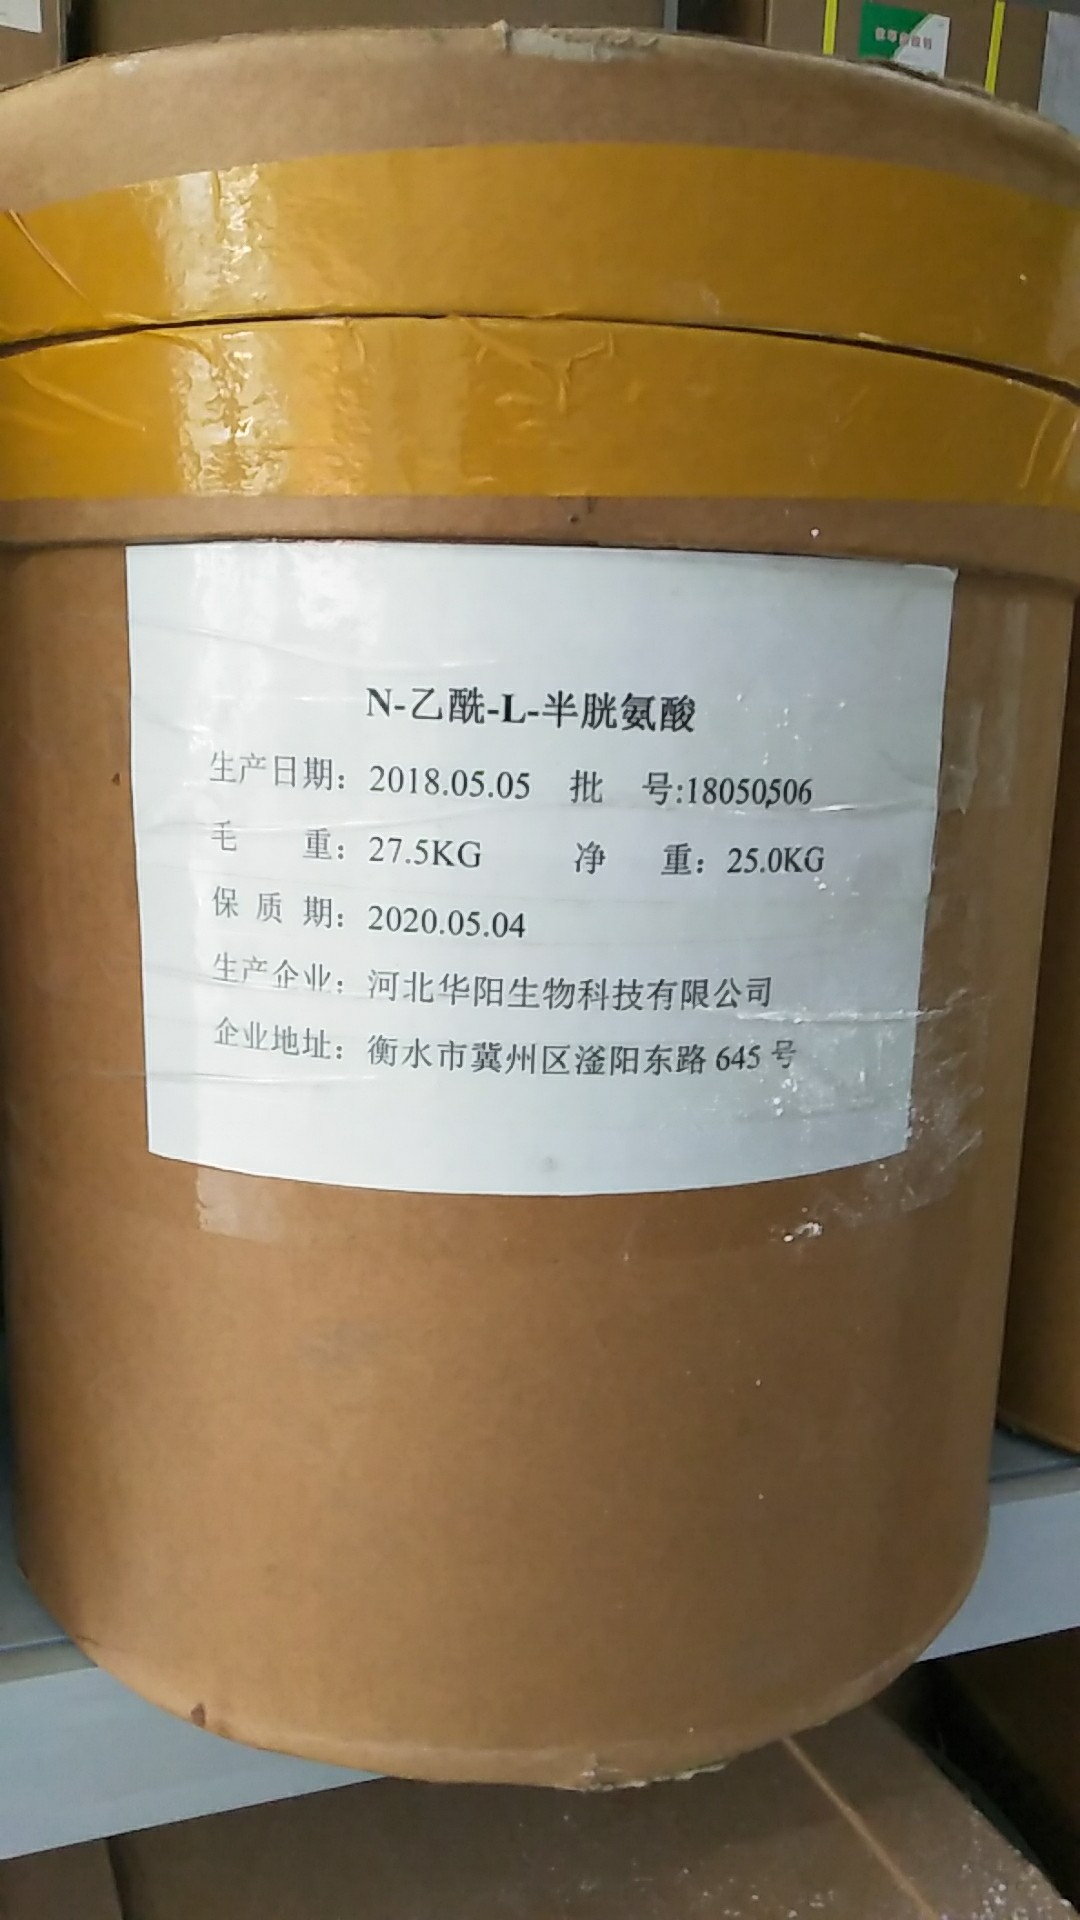 N-乙酰-L-半胱氨酸
生产日期：2018.05.05 批 号:18050506
毛 重：27.5KG 净 重：25.0KG
保 质 期：2020.05.04
生产企业：河北华阳生物科技有限公司
企业地址：衡水市冀州区滏阳东路 645 号